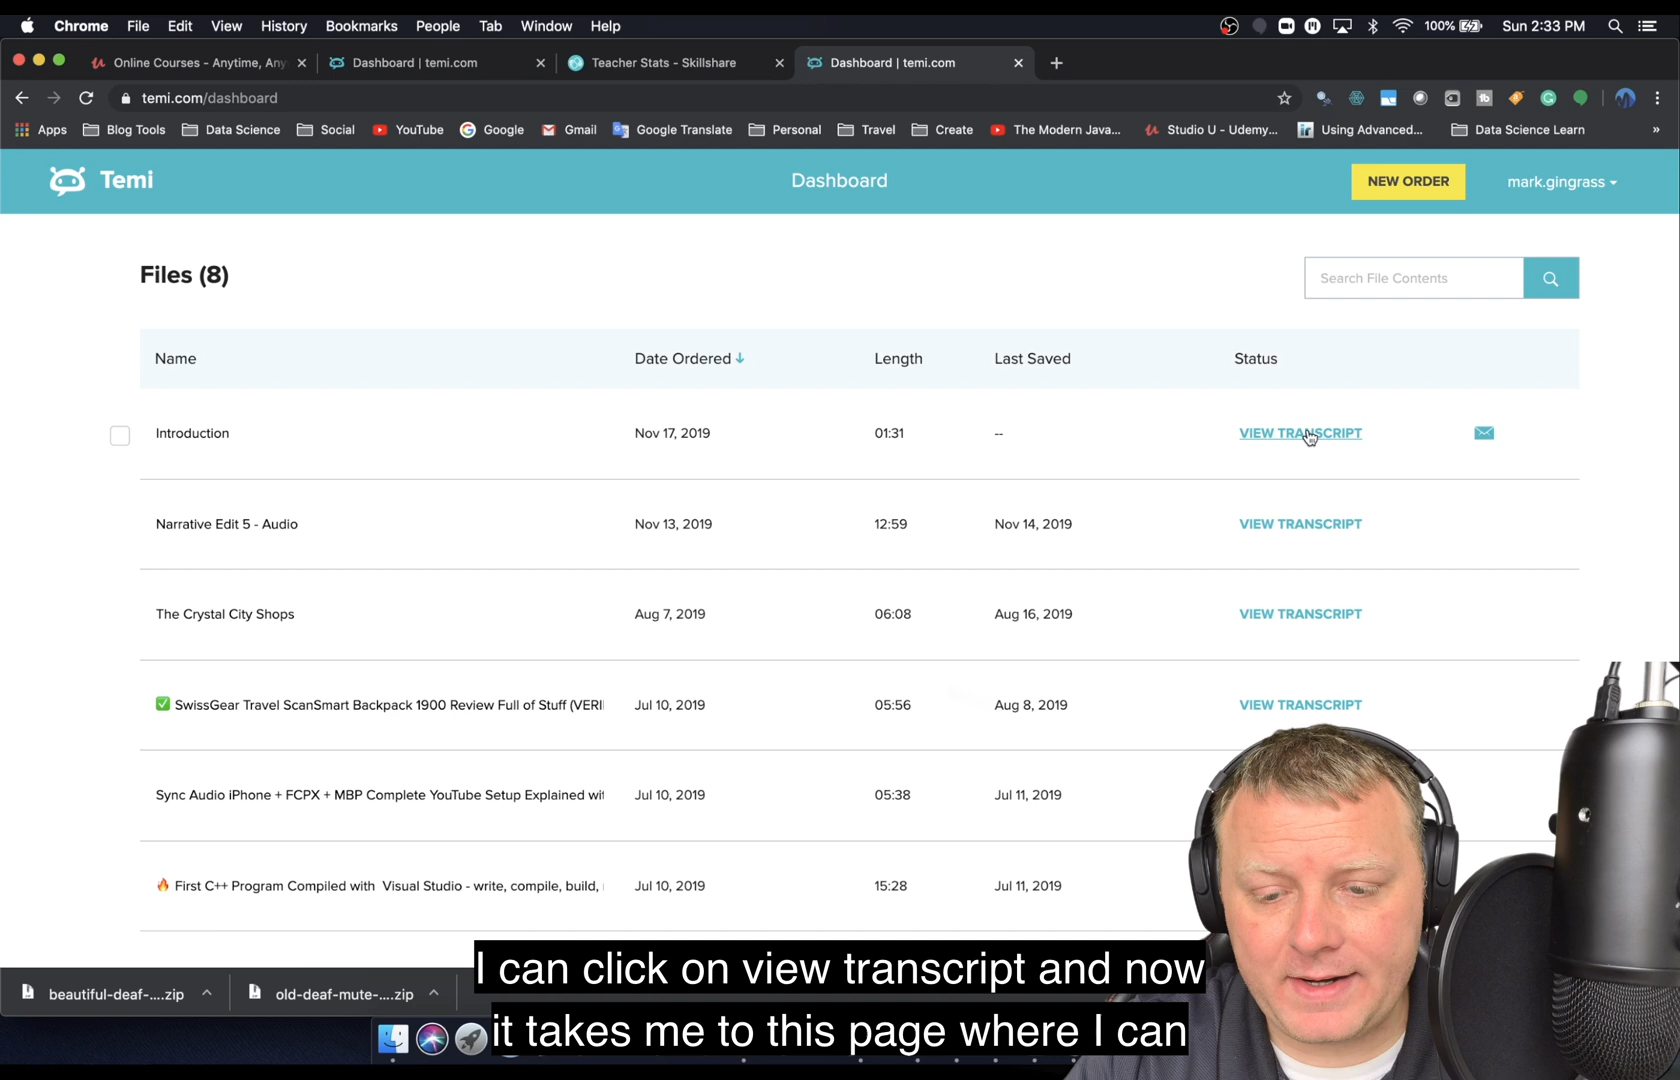 Chrome File Edit View History Bookmarks People Tab Window Help 100% Sun 2:33 PM
Online Courses - Anytime, Any Dashboard | temi.com Teacher Stats - Skillshare Dashboard | temi.com
temi.com/dashboard
Apps Blog Tools Data Science Social YouTube Google Gmail Google Translate Personal Travel Create The Modern Java... Studio U - Udemy... Using Advanced... Data Science Learn »
Temi Dashboard NEW ORDER mark.gingrass
Files (8) Search File Contents
Name Date Ordered Length Last Saved Status
Introduction Nov 17, 2019 01:31 -- VIEW TRANSCRIPT
Narrative Edit 5 - Audio Nov 13, 2019 12:59 Nov 14, 2019 VIEW TRANSCRIPT
The Crystal City Shops Aug 7, 2019 06:08 Aug 16, 2019 VIEW TRANSCRIPT
✅ SwissGear Travel ScanSmart Backpack 1900 Review Full of Stuff (VERI Jul 10, 2019 05:56 Aug 8, 2019 VIEW TRANSCRIPT
Sync Audio iPhone + FCPX + MBP Complete YouTube Setup Explained wit Jul 10, 2019 05:38 Jul 11, 2019
🔥 First C++ Program Compiled with Visual Studio - write, compile, build, Jul 10, 2019 15:28 Jul 11, 2019
I can click on view transcript and now
beautiful-deaf-....zip old-deaf-mute-....zip
it takes me to this page where I can